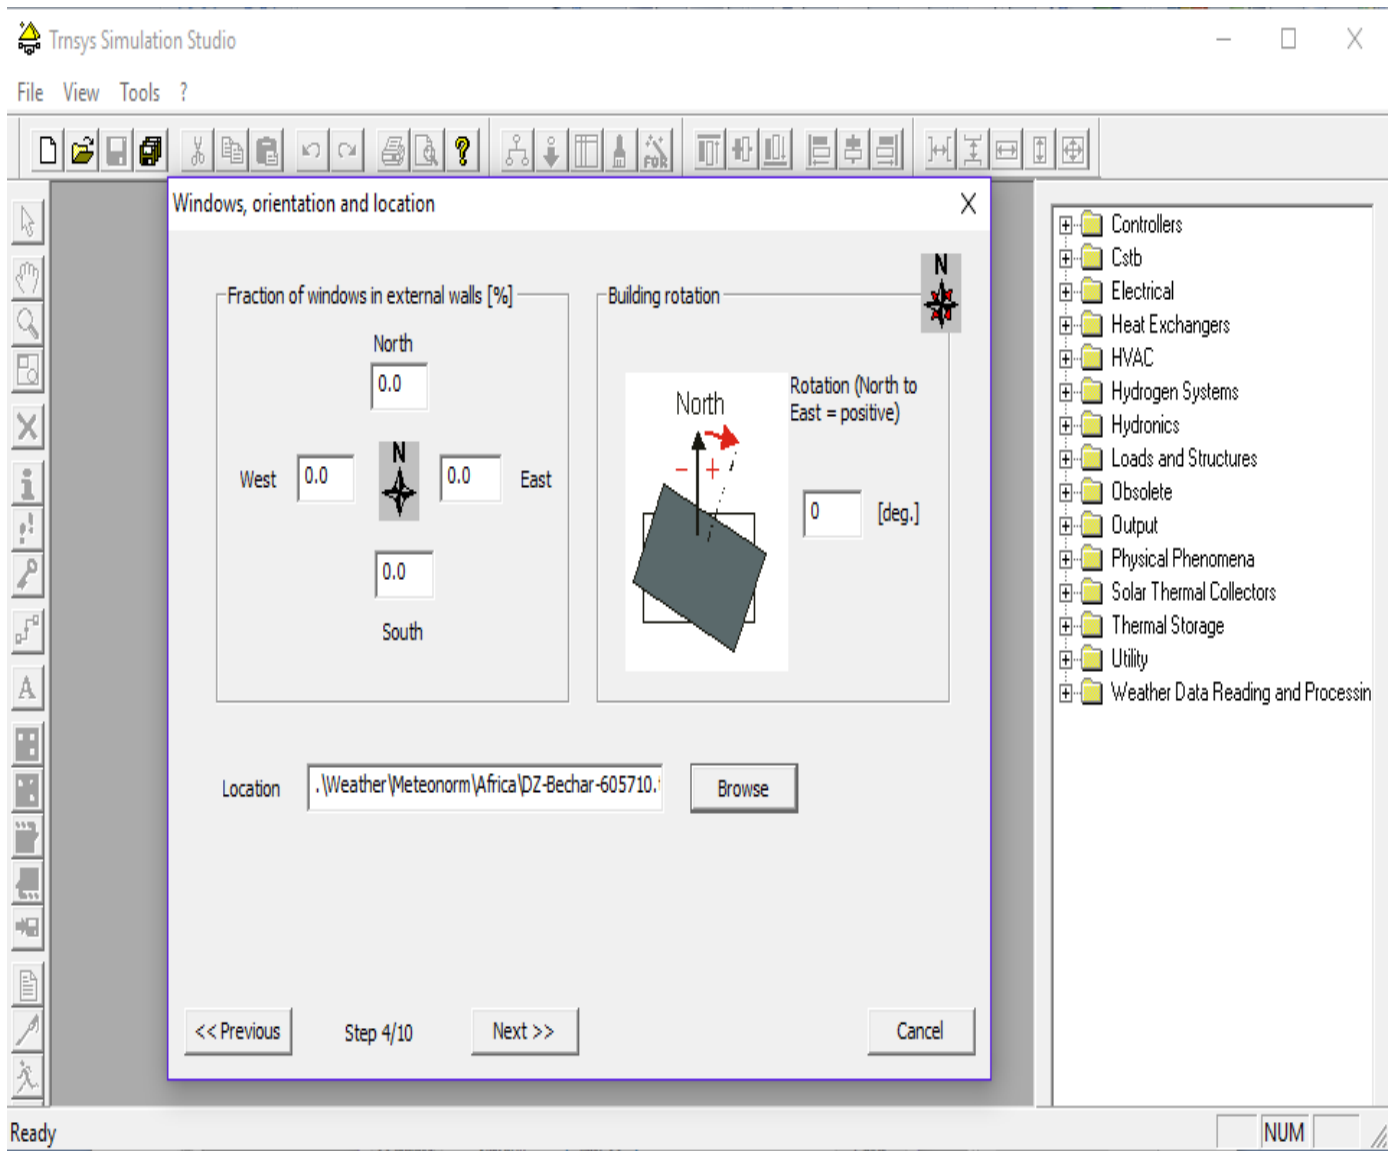 Trnsys Simulation Studio
File View Tools ?
FOR
Windows, orientation and location
Fraction of windows in external walls [%]
North
0.0
West 0.0 N 0.0 East
0.0
South
Building rotation
N
North
Rotation (North to
East = positive)
- +
0 [deg.]
Location .\Weather\Meteonorm\Africa\DZ-Bechar-605710.
Browse
<< Previous Step 4/10 Next >> Cancel
Controllers
Cstb
Electrical
Heat Exchangers
HVAC
Hydrogen Systems
Hydronics
Loads and Structures
Obsolete
Output
Physical Phenomena
Solar Thermal Collectors
Thermal Storage
Utility
Weather Data Reading and Processin
A
Ready NUM